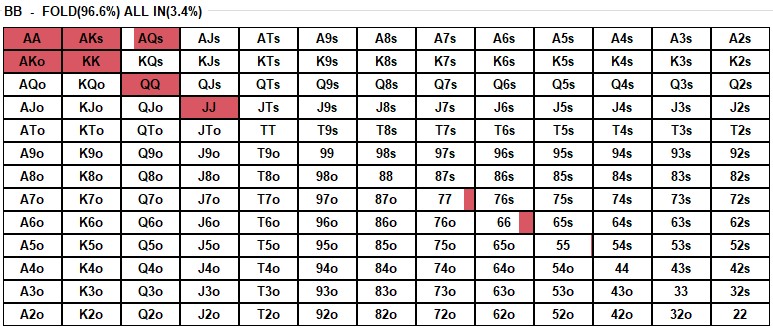 BB - FOLD(96.6%) ALL IN(3.4%)
AA AKs AQs AJs ATs A9s A8s A7s A6s A5s A4s A3s A2s
AKo KK KQs KJs KTs K9s K8s K7s K6s K5s K4s K3s K2s
AQo KQo QQ QJs QTs Q9s Q8s Q7s Q6s Q5s Q4s Q3s Q2s
AJo KJo QJo JJ JTs J9s J8s J7s J6s J5s J4s J3s J2s
ATo KTo QTo JTo TT T9s T8s T7s T6s T5s T4s T3s T2s
A9o K9o Q9o J9o T9o 99 98s 97s 96s 95s 94s 93s 92s
A8o K8o Q8o J8o T8o 98o 88 87s 86s 85s 84s 83s 82s
A7o K7o Q7o J7o T7o 97o 87o 77 76s 75s 74s 73s 72s
A6o K6o Q6o J6o T6o 96o 86o 76o 66 65s 64s 63s 62s
A5o K5o Q5o J5o T5o 95o 85o 75o 65o 55 54s 53s 52s
A4o K4o Q4o J4o T4o 94o 84o 74o 64o 54o 44 43s 42s
A3o K3o Q3o J3o T3o 93o 83o 73o 63o 53o 43o 33 32s
A2o K2o Q2o J2o T2o 92o 82o 72o 62o 52o 42o 32o 22